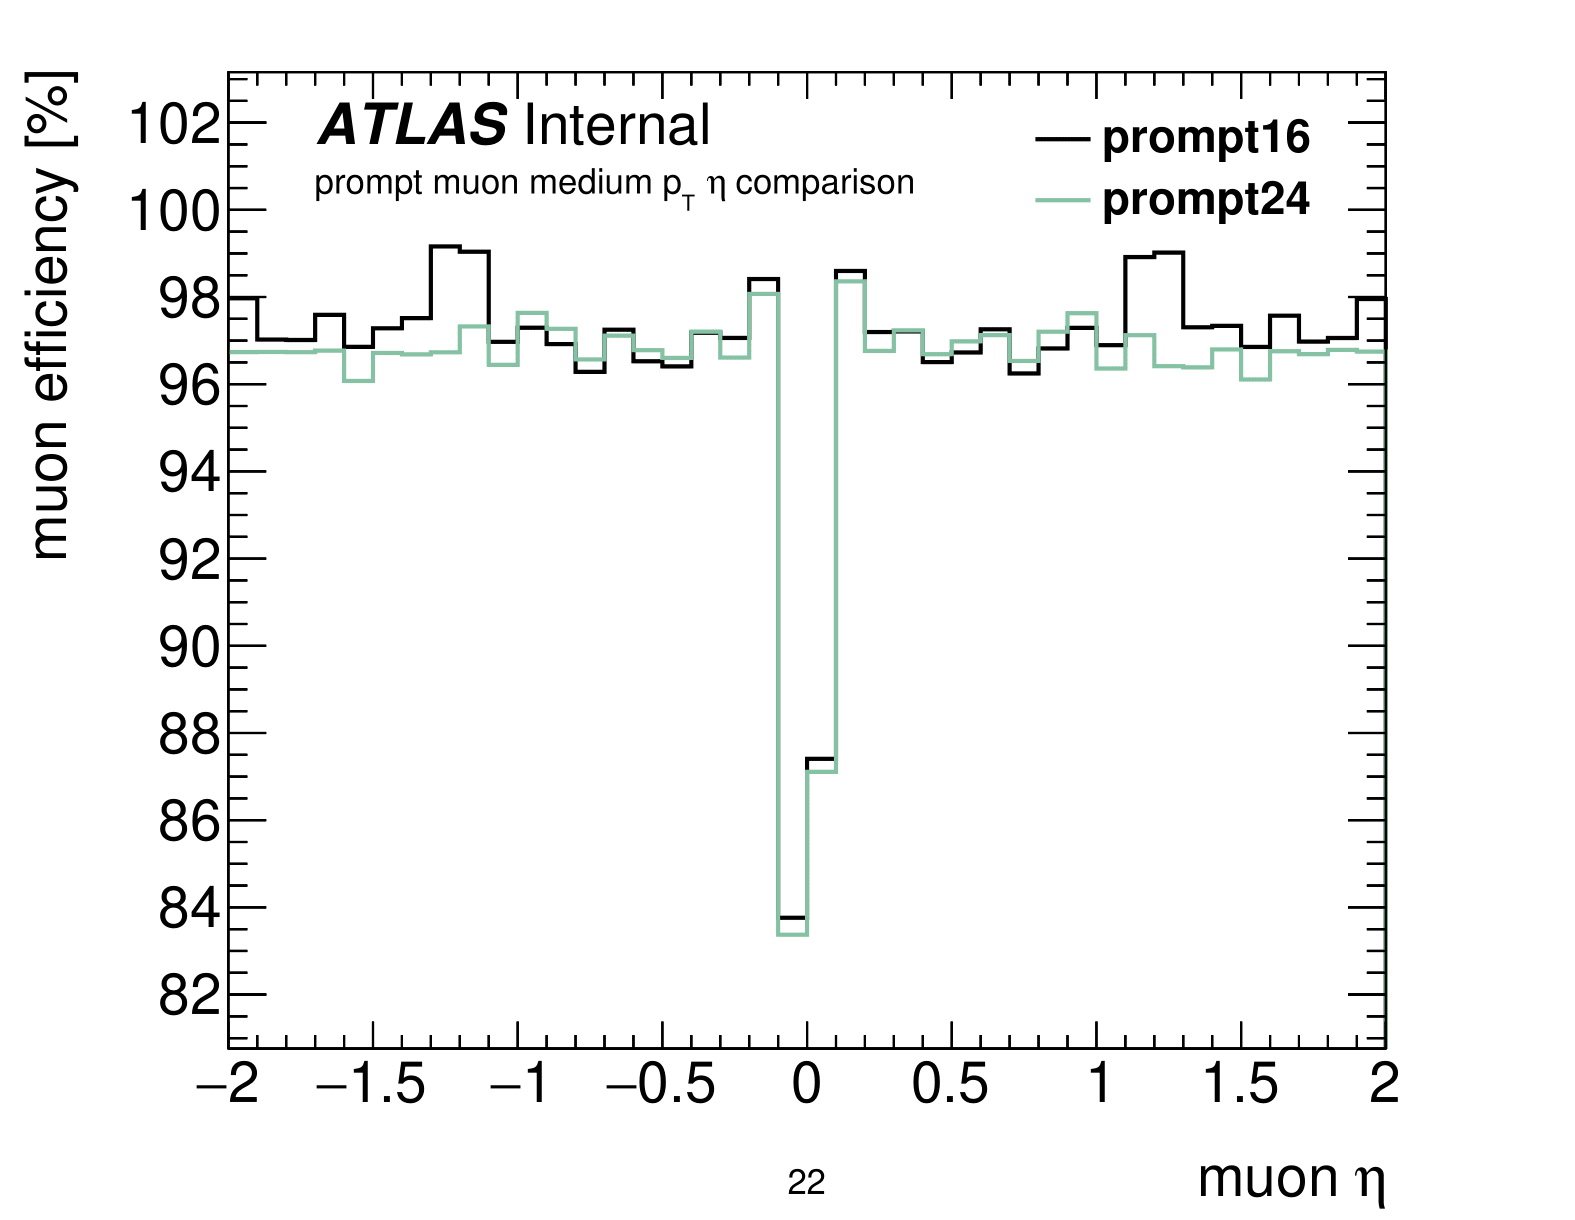 muon efficiency [%]
ATLAS Internal
prompt muon medium pT η comparison
prompt16
prompt24
102
100
98
96
94
92
90
88
86
84
82
−2 −1.5 −1 −0.5 0 0.5 1 1.5 2
muon η
22